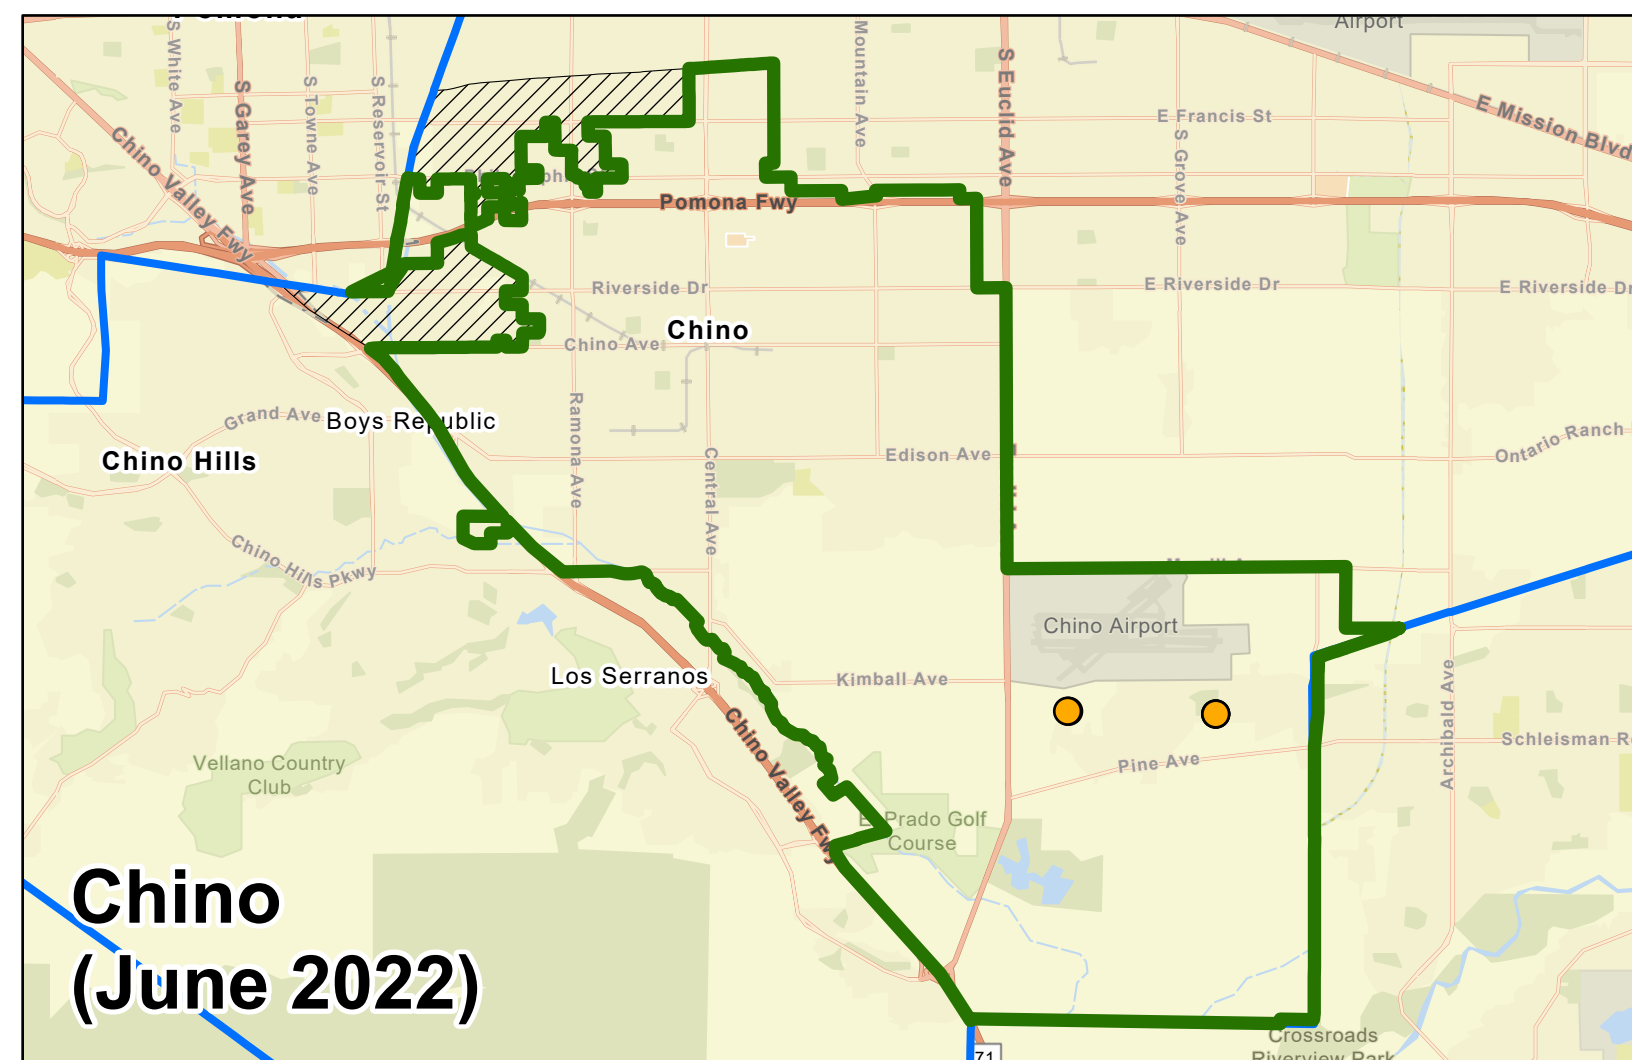 Airport
S White Ave
S Garey Ave
S Towne Ave
S Reservoir St
Mountain Ave
S Euclid Ave
E Francis St
S Grove Ave
E Mission Blvd
Chino Valley Fwy
Pomona Fwy
Riverside Dr
E Riverside Dr
E Riverside Dr
Chino
Chino Ave
Grand Ave
Boys Republic
Ramona Ave
Chino Hills
Central Ave
Edison Ave
Ontario Ranch
Chino Hills Pkwy
Chino Airport
Los Serranos
Kimball Ave
Archibald Ave
Chino Valley Fwy
Pine Ave
Schleisman R
Vellano Country
Club
El Prado Golf
Course
Chino
(June 2022)
71
Crossroads
Riverview Park